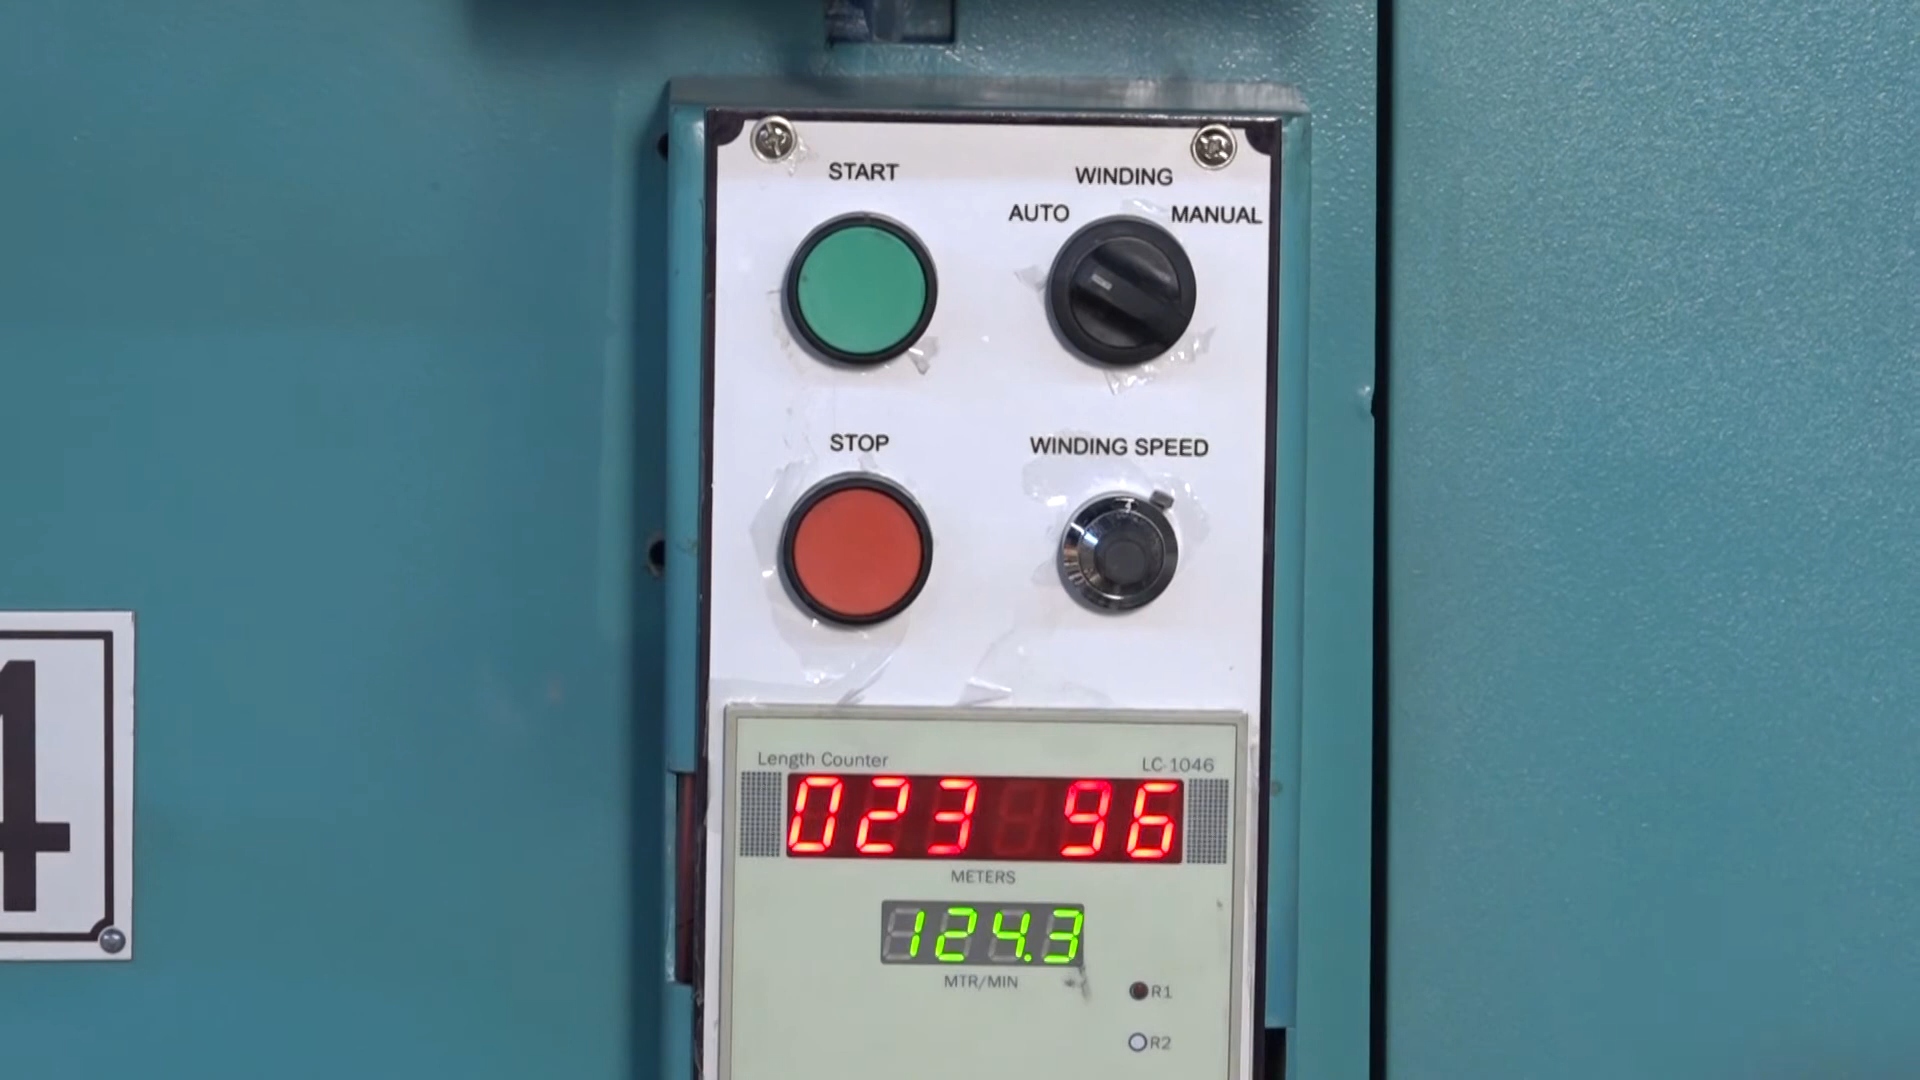 START
WINDING
AUTO
MANUAL
STOP
WINDING SPEED
4
Length Counter
LC-1046
023 96
METERS
124.3
MTR/MIN
R1
R2